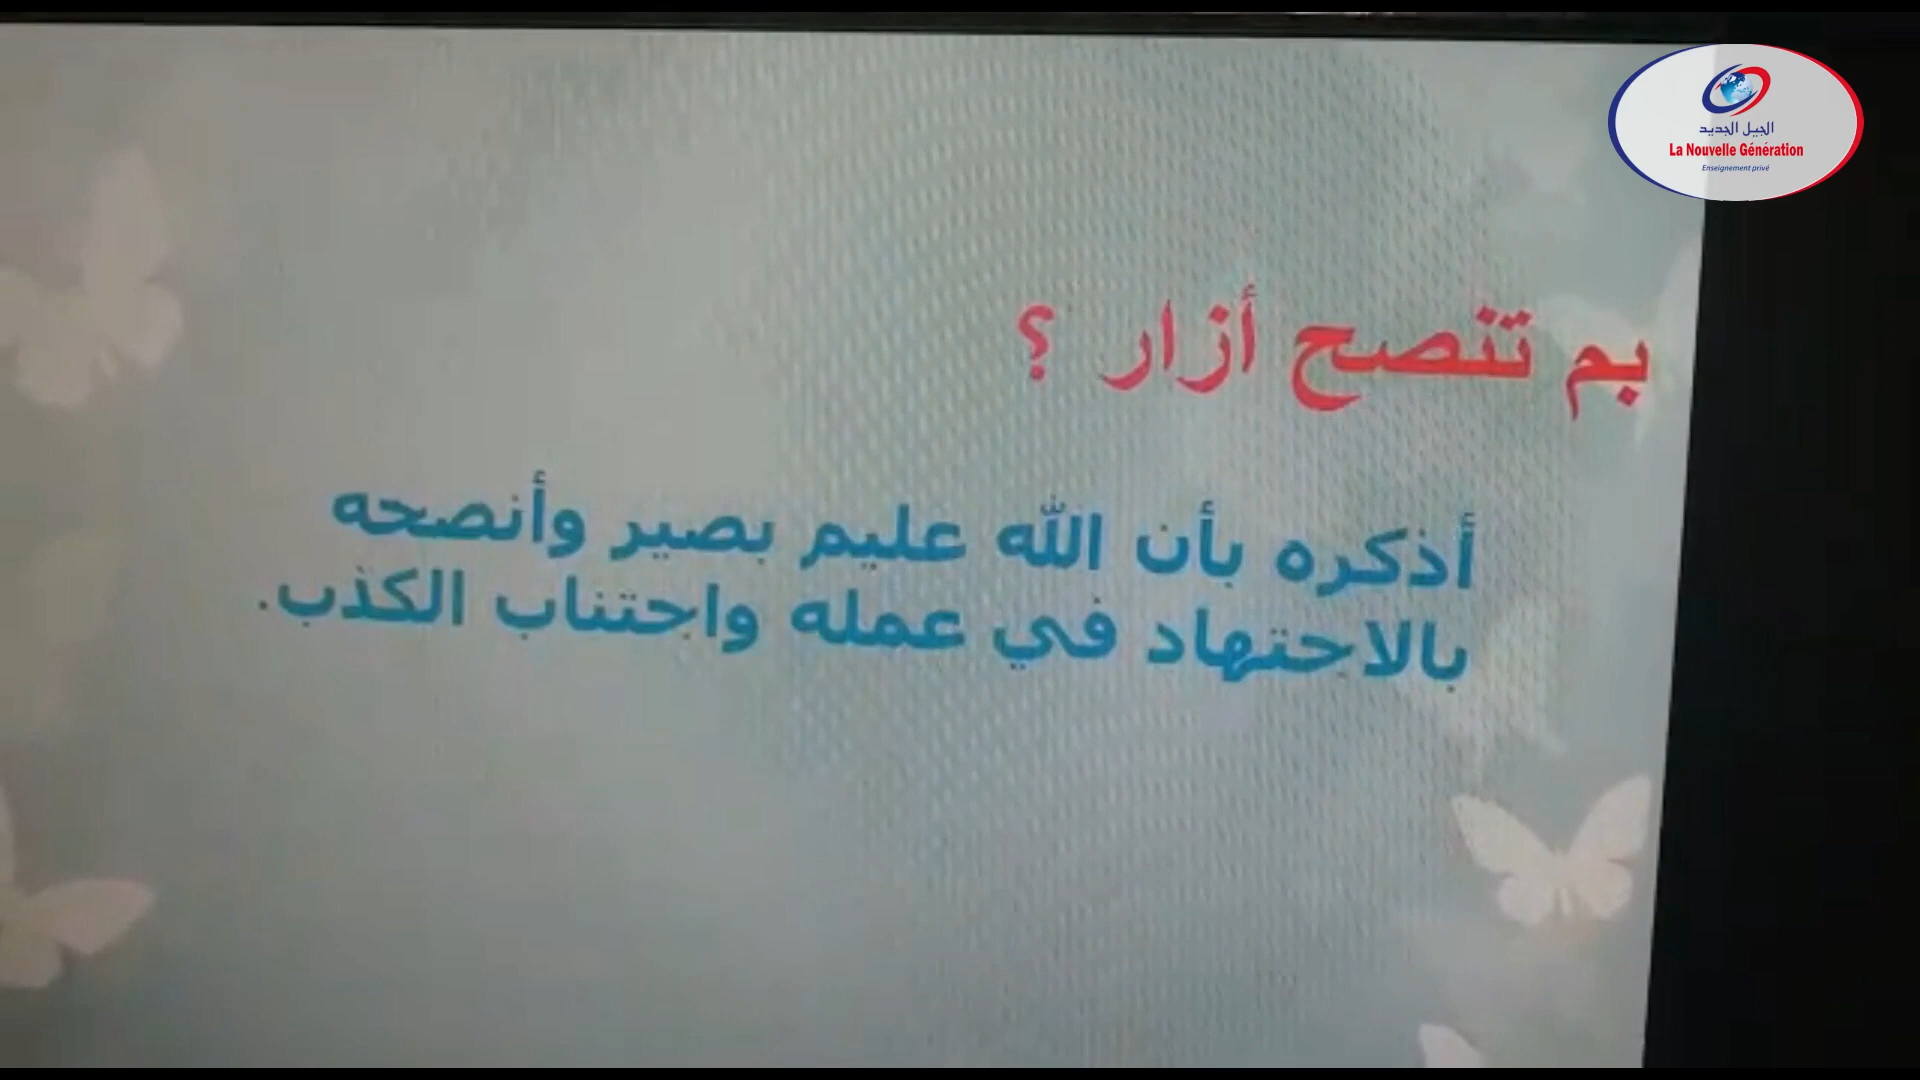 الجيل الجديد
La Nouvelle Génération
Enseignement privé
بم تنصح أزار ؟
أذكره بأن الله عليم بصير وأنصحه
بالاجتهاد في عمله واجتناب الكذب.